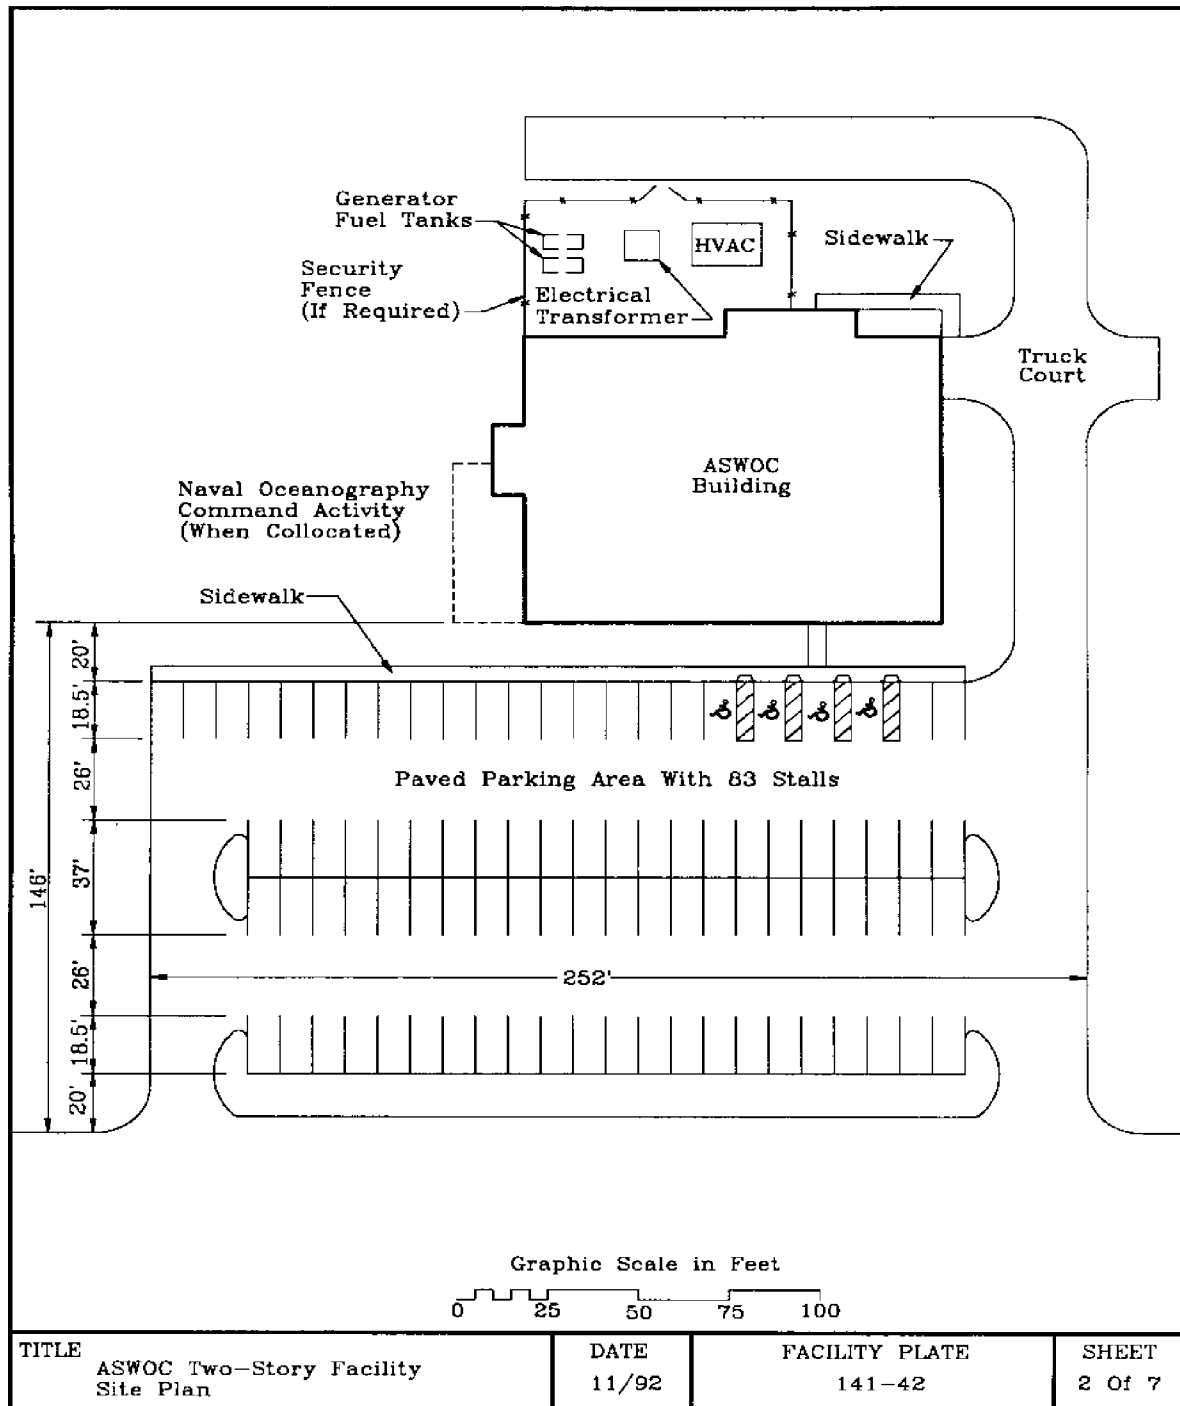 Generator
Fuel Tanks
HVAC
Sidewalk
Security
Fence
(If Required)
Electrical
Transformer
Truck
Court
ASWOC
Building
Naval Oceanography
Command Activity
(When Collocated)
Sidewalk
20'
18.5'
26'
Paved Parking Area With 83 Stalls
37'
146'
26'
252'
18.5'
20'
Graphic Scale in Feet
0 25 50 75 100
TITLE
ASWOC Two-Story Facility
Site Plan
DATE
11/92
FACILITY PLATE
141-42
SHEET
2 Of 7